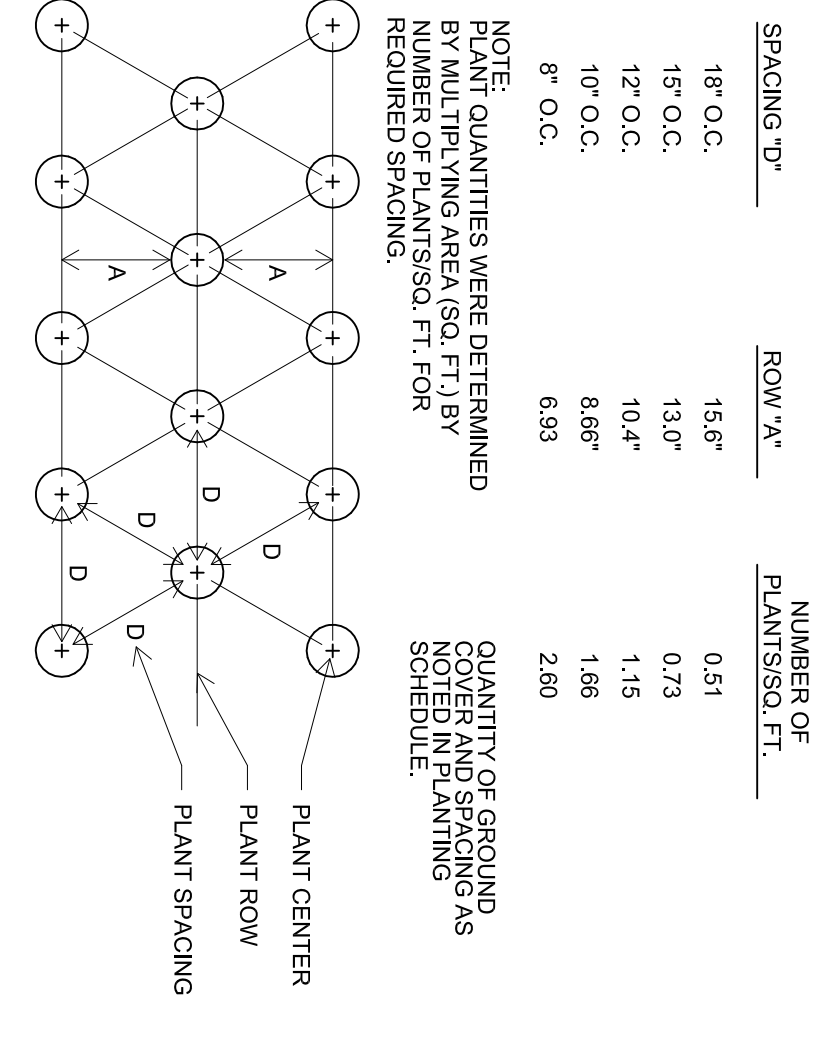 SPACING "D" ROW "A" NUMBER OF
PLANTS/SQ. FT.
18" O.C. 15.6" 0.51
15" O.C. 13.0" 0.73
12" O.C. 10.4" 1.15
10" O.C. 8.66" 1.66
8" O.C. 6.93 2.60
NOTE:
PLANT QUANTITIES WERE DETERMINED
BY MULTIPLYING AREA (SQ. FT.) BY
NUMBER OF PLANTS/SQ. FT. FOR
REQUIRED SPACING.
QUANTITY OF GROUND
COVER AND SPACING AS
NOTED IN PLANTING
SCHEDULE.
A
A
D
D
D
D
D
PLANT CENTER
PLANT ROW
PLANT SPACING